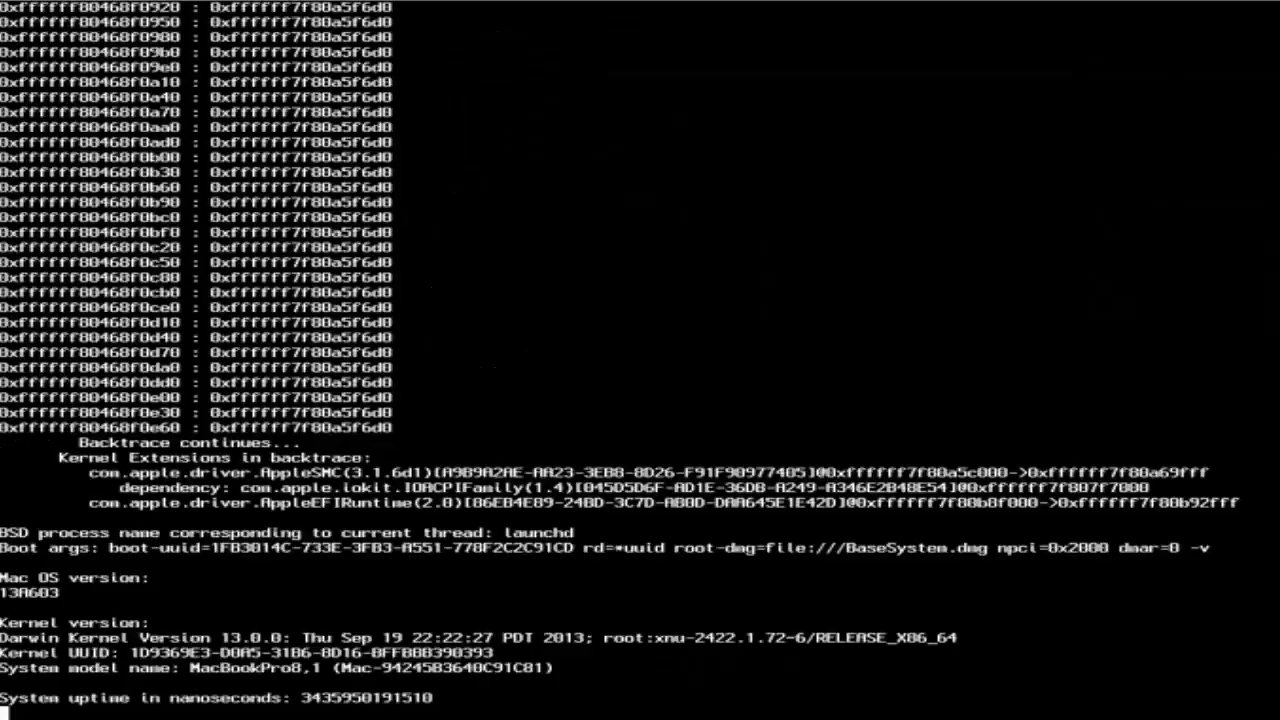 0xffffff80468f0920 : 0xffffff7f80a5f6d0
0xffffff80468f0950 : 0xffffff7f80a5f6d0
0xffffff80468f0980 : 0xffffff7f80a5f6d0
0xffffff80468f09b0 : 0xffffff7f80a5f6d0
0xffffff80468f09e0 : 0xffffff7f80a5f6d0
0xffffff80468f0a10 : 0xffffff7f80a5f6d0
0xffffff80468f0a40 : 0xffffff7f80a5f6d0
0xffffff80468f0a70 : 0xffffff7f80a5f6d0
0xffffff80468f0aa0 : 0xffffff7f80a5f6d0
0xffffff80468f0ad0 : 0xffffff7f80a5f6d0
0xffffff80468f0b00 : 0xffffff7f80a5f6d0
0xffffff80468f0b30 : 0xffffff7f80a5f6d0
0xffffff80468f0b60 : 0xffffff7f80a5f6d0
0xffffff80468f0b90 : 0xffffff7f80a5f6d0
0xffffff80468f0bc0 : 0xffffff7f80a5f6d0
0xffffff80468f0bf0 : 0xffffff7f80a5f6d0
0xffffff80468f0c20 : 0xffffff7f80a5f6d0
0xffffff80468f0c50 : 0xffffff7f80a5f6d0
0xffffff80468f0c80 : 0xffffff7f80a5f6d0
0xffffff80468f0cb0 : 0xffffff7f80a5f6d0
0xffffff80468f0ce0 : 0xffffff7f80a5f6d0
0xffffff80468f0d10 : 0xffffff7f80a5f6d0
0xffffff80468f0d40 : 0xffffff7f80a5f6d0
0xffffff80468f0d70 : 0xffffff7f80a5f6d0
0xffffff80468f0da0 : 0xffffff7f80a5f6d0
0xffffff80468f0dd0 : 0xffffff7f80a5f6d0
0xffffff80468f0e00 : 0xffffff7f80a5f6d0
0xffffff80468f0e30 : 0xffffff7f80a5f6d0
0xffffff80468f0e60 : 0xffffff7f80a5f6d0
Backtrace continues...
Kernel Extensions in backtrace:
com.apple.driver.AppleSMC(3.1.6d1)[A9B9A2AE-AA23-3EB8-8D26-F91F90977405]@0xffffff7f80a5c000->0xffffff7f80a69fff
dependency: com.apple.iokit.IOACPIFamily(1.4)[045D5D6F-AD1E-36DB-A249-A346E2B48E54]@0xffffff7f807f7000
com.apple.driver.AppleEFIRuntime(2.0)[86EB4E89-24BD-3C7D-AB0D-DAA645E1E42D]@0xffffff7f80b8f000->0xffffff7f80b92fff
BSD process name corresponding to current thread: launchd
Boot args: boot-uuid=1FB3014C-733E-3FB3-A551-778F2C2C91CD rd=*uuid root-dmg=file:///BaseSystem.dmg npci=0x2000 dmar=0 -v
Mac OS version:
13A603
Kernel version:
Darwin Kernel Version 13.0.0: Thu Sep 19 22:22:27 PDT 2013; root:xnu-2422.1.72~6/RELEASE_X86_64
Kernel UUID: 1D9369E3-D0A5-31B6-8D16-BFFBBB390393
System model name: MacBookPro8,1 (Mac-94245B3640C91C81)
System uptime in nanoseconds: 3435950191510